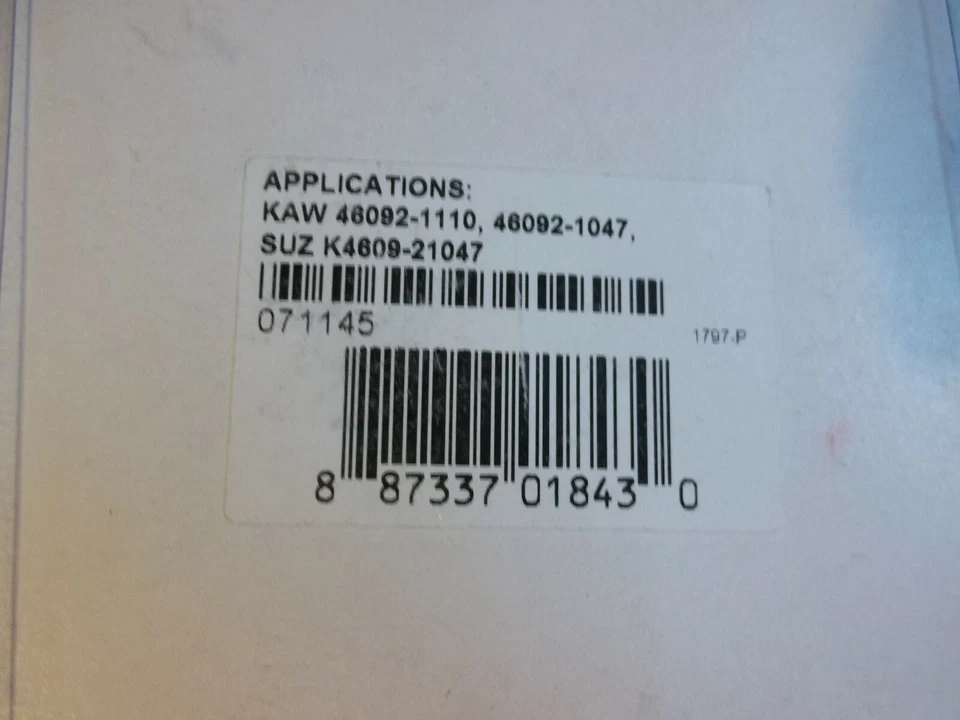 APPLICATIONS:
KAW 46092-1110, 46092-1047,
SUZ K4609-21047
071145
1797-P
8 87337 01843 0